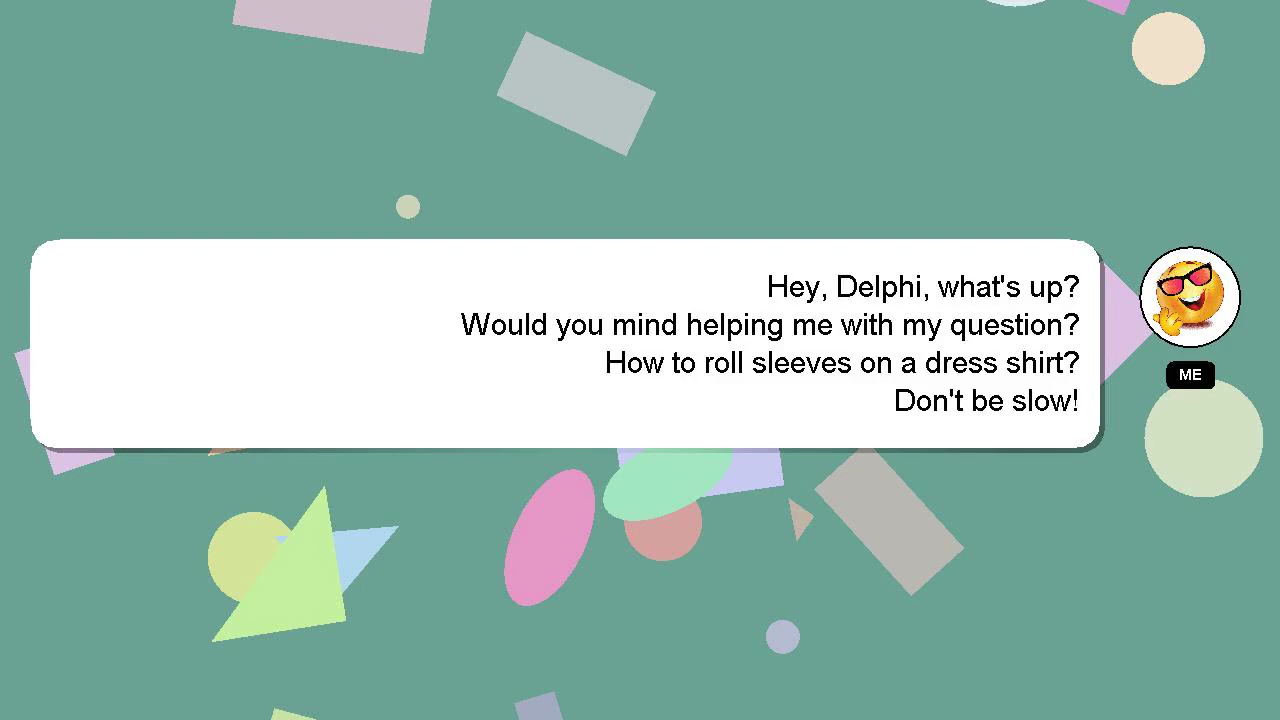 Hey, Delphi, what's up?
Would you mind helping me with my question?
How to roll sleeves on a dress shirt?
Don't be slow!
ME